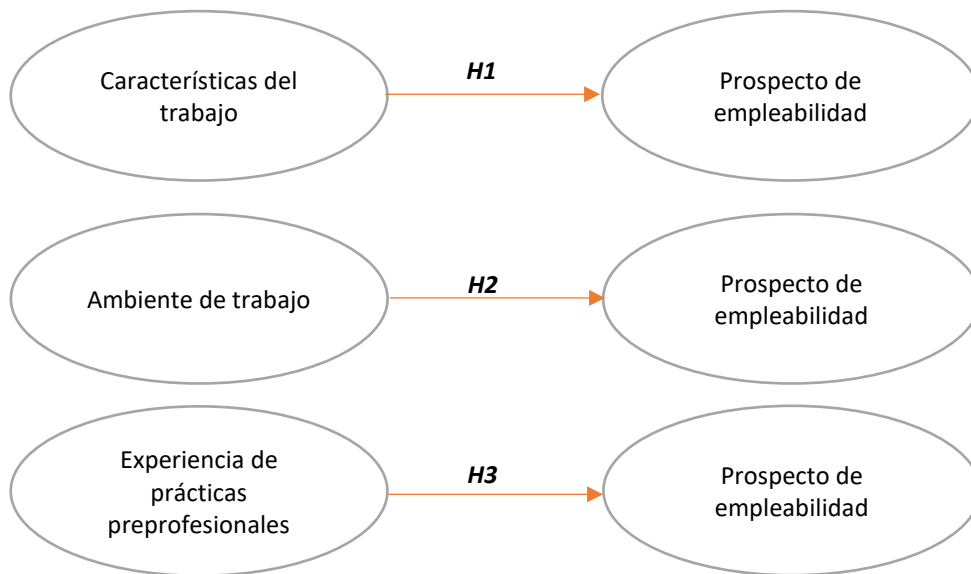 Característícas del
trabajo
H1
Prospecto de
empleabilidad
Ambiente de trabajo
H2
Prospecto de
empleabilidad
Experiencia de
prácticas
preprofesionales
H3
Prospecto de
empleabilidad